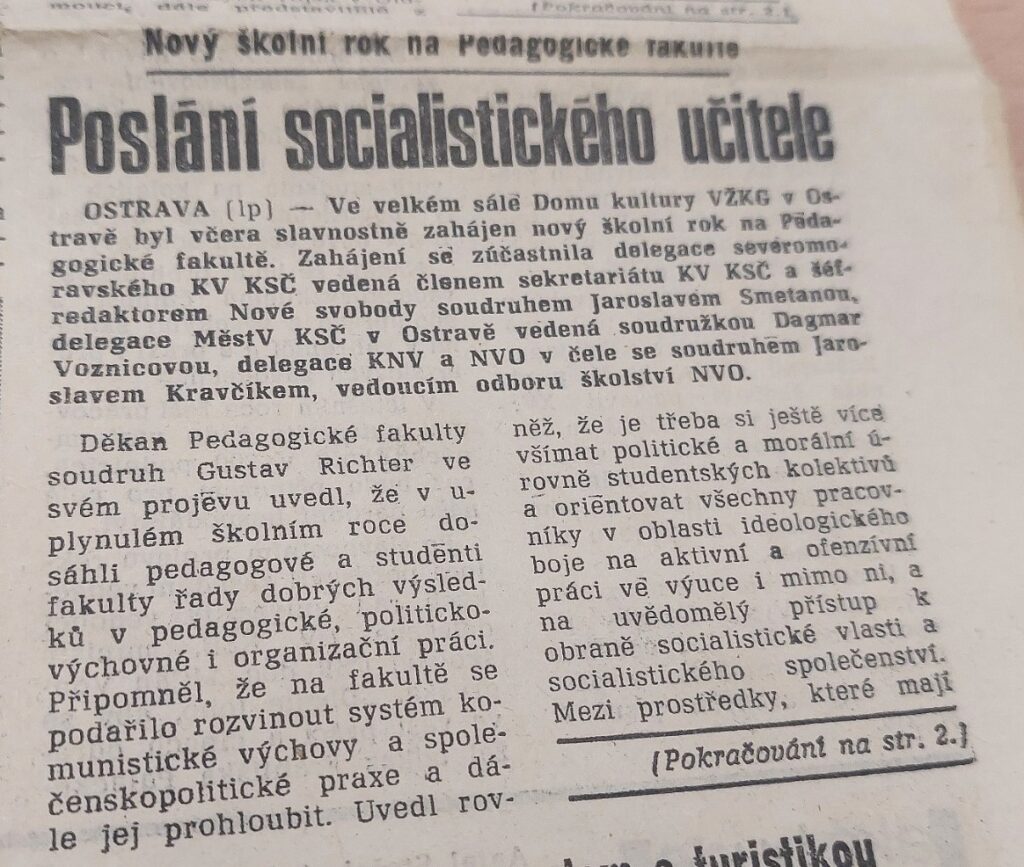 (Pokračování na str. 2.)
Nový školní rok na Pedagogické fakultě
Poslání socialistického učitele
OSTRAVA (lp) — Ve velkém sále Domu kultury VŽKG v Os-
travě byl včera slavnostně zahájen nový školní rok na Peda-
gogické fakultě. Zahájení se zúčastnila delegace severomo-
ravského KV KSČ vedená členem sekretariátu KV KSČ a šéf-
redaktorem Nové svobody soudruhem Jaroslavem Smetanou,
delegace MěstV KSČ v Ostravě vedená soudružkou Dagmar
Voznicovou, delegace KNV a NVO v čele se soudruhem Jaro-
slavem Kravčíkem, vedoucím odboru školství NVO.
Děkan Pedagogické fakulty
soudruh Gustav Richter ve
svém projevu uvedl, že v u-
plynulém školním roce do-
sáhli pedagogové a studenti
fakulty řady dobrých výsled-
ků v pedagogické, politicko-
výchovné i organizační práci.
Připomněl, že na fakultě se
podařilo rozvinout systém ko-
munistické výchovy a spole-
čenskopolitické praxe a dá-
le jej prohloubit. Uvedl rov-
něž, že je třeba si ještě více
všímat politické a morální ú-
rovně studentských kolektivů
a orientovat všechny pracov-
níky v oblasti ideologického
boje na aktivní a ofenzívní
práci ve výuce i mimo ni, a
na uvědomělý přístup k
obraně socialistické vlasti a
socialistického společenství.
Mezi prostředky, které mají
(Pokračování na str. 2.)
turistikou